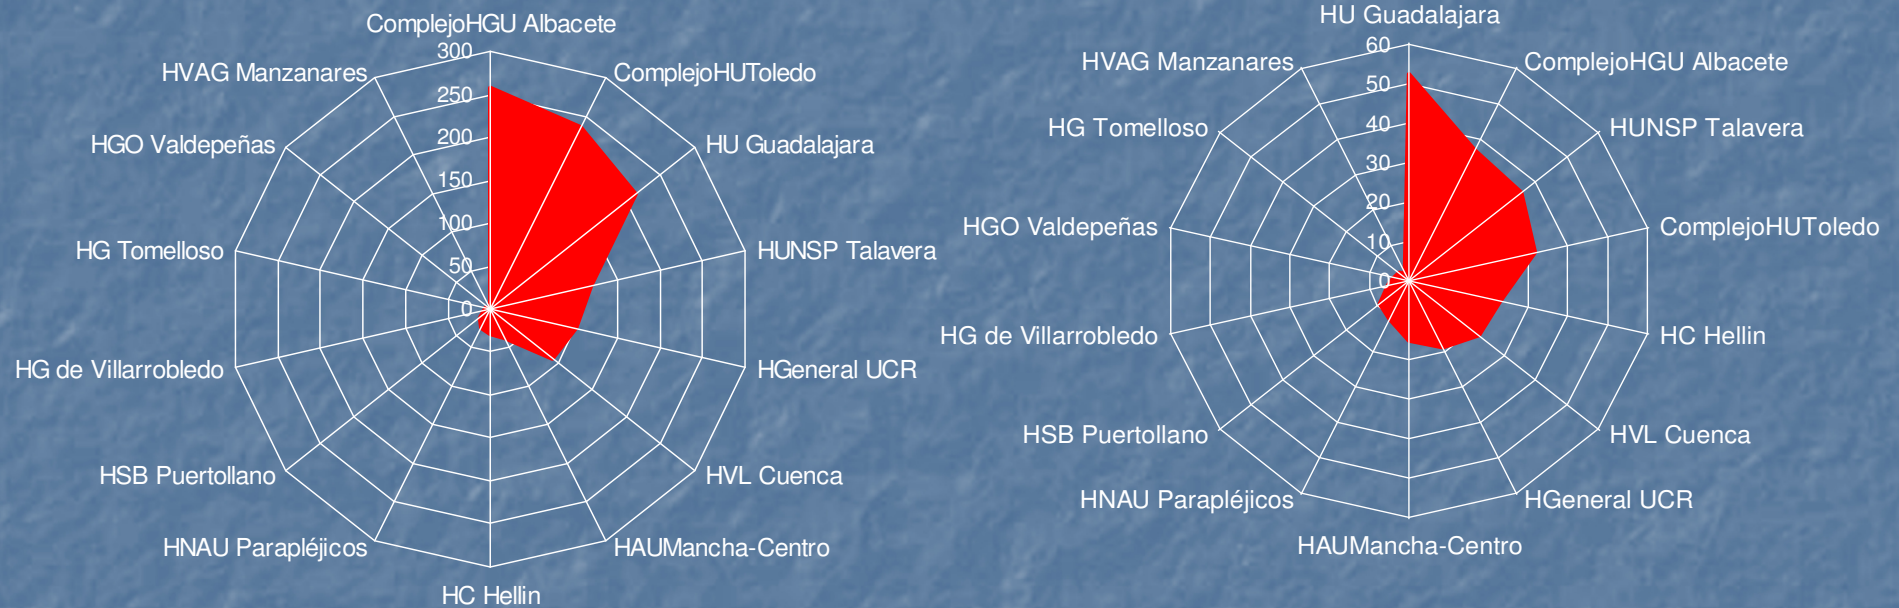 ComplejoHGU Albacete
ComplejoHUToledo
HU Guadalajara
HUNSP Talavera
HGeneral UCR
HVL Cuenca
HAUMancha-Centro
HC Hellin
HNAU Parapléjicos
HSB Puertollano
HG de Villarrobledo
HG Tomelloso
HGO Valdepeñas
HVAG Manzanares
300
250
200
150
100
50
0
HU Guadalajara
ComplejoHGU Albacete
HUNSP Talavera
ComplejoHUToledo
HC Hellin
HVL Cuenca
HGeneral UCR
HAUMancha-Centro
HNAU Parapléjicos
HSB Puertollano
HG de Villarrobledo
HGO Valdepeñas
HG Tomelloso
HVAG Manzanares
60
50
40
30
20
10
0